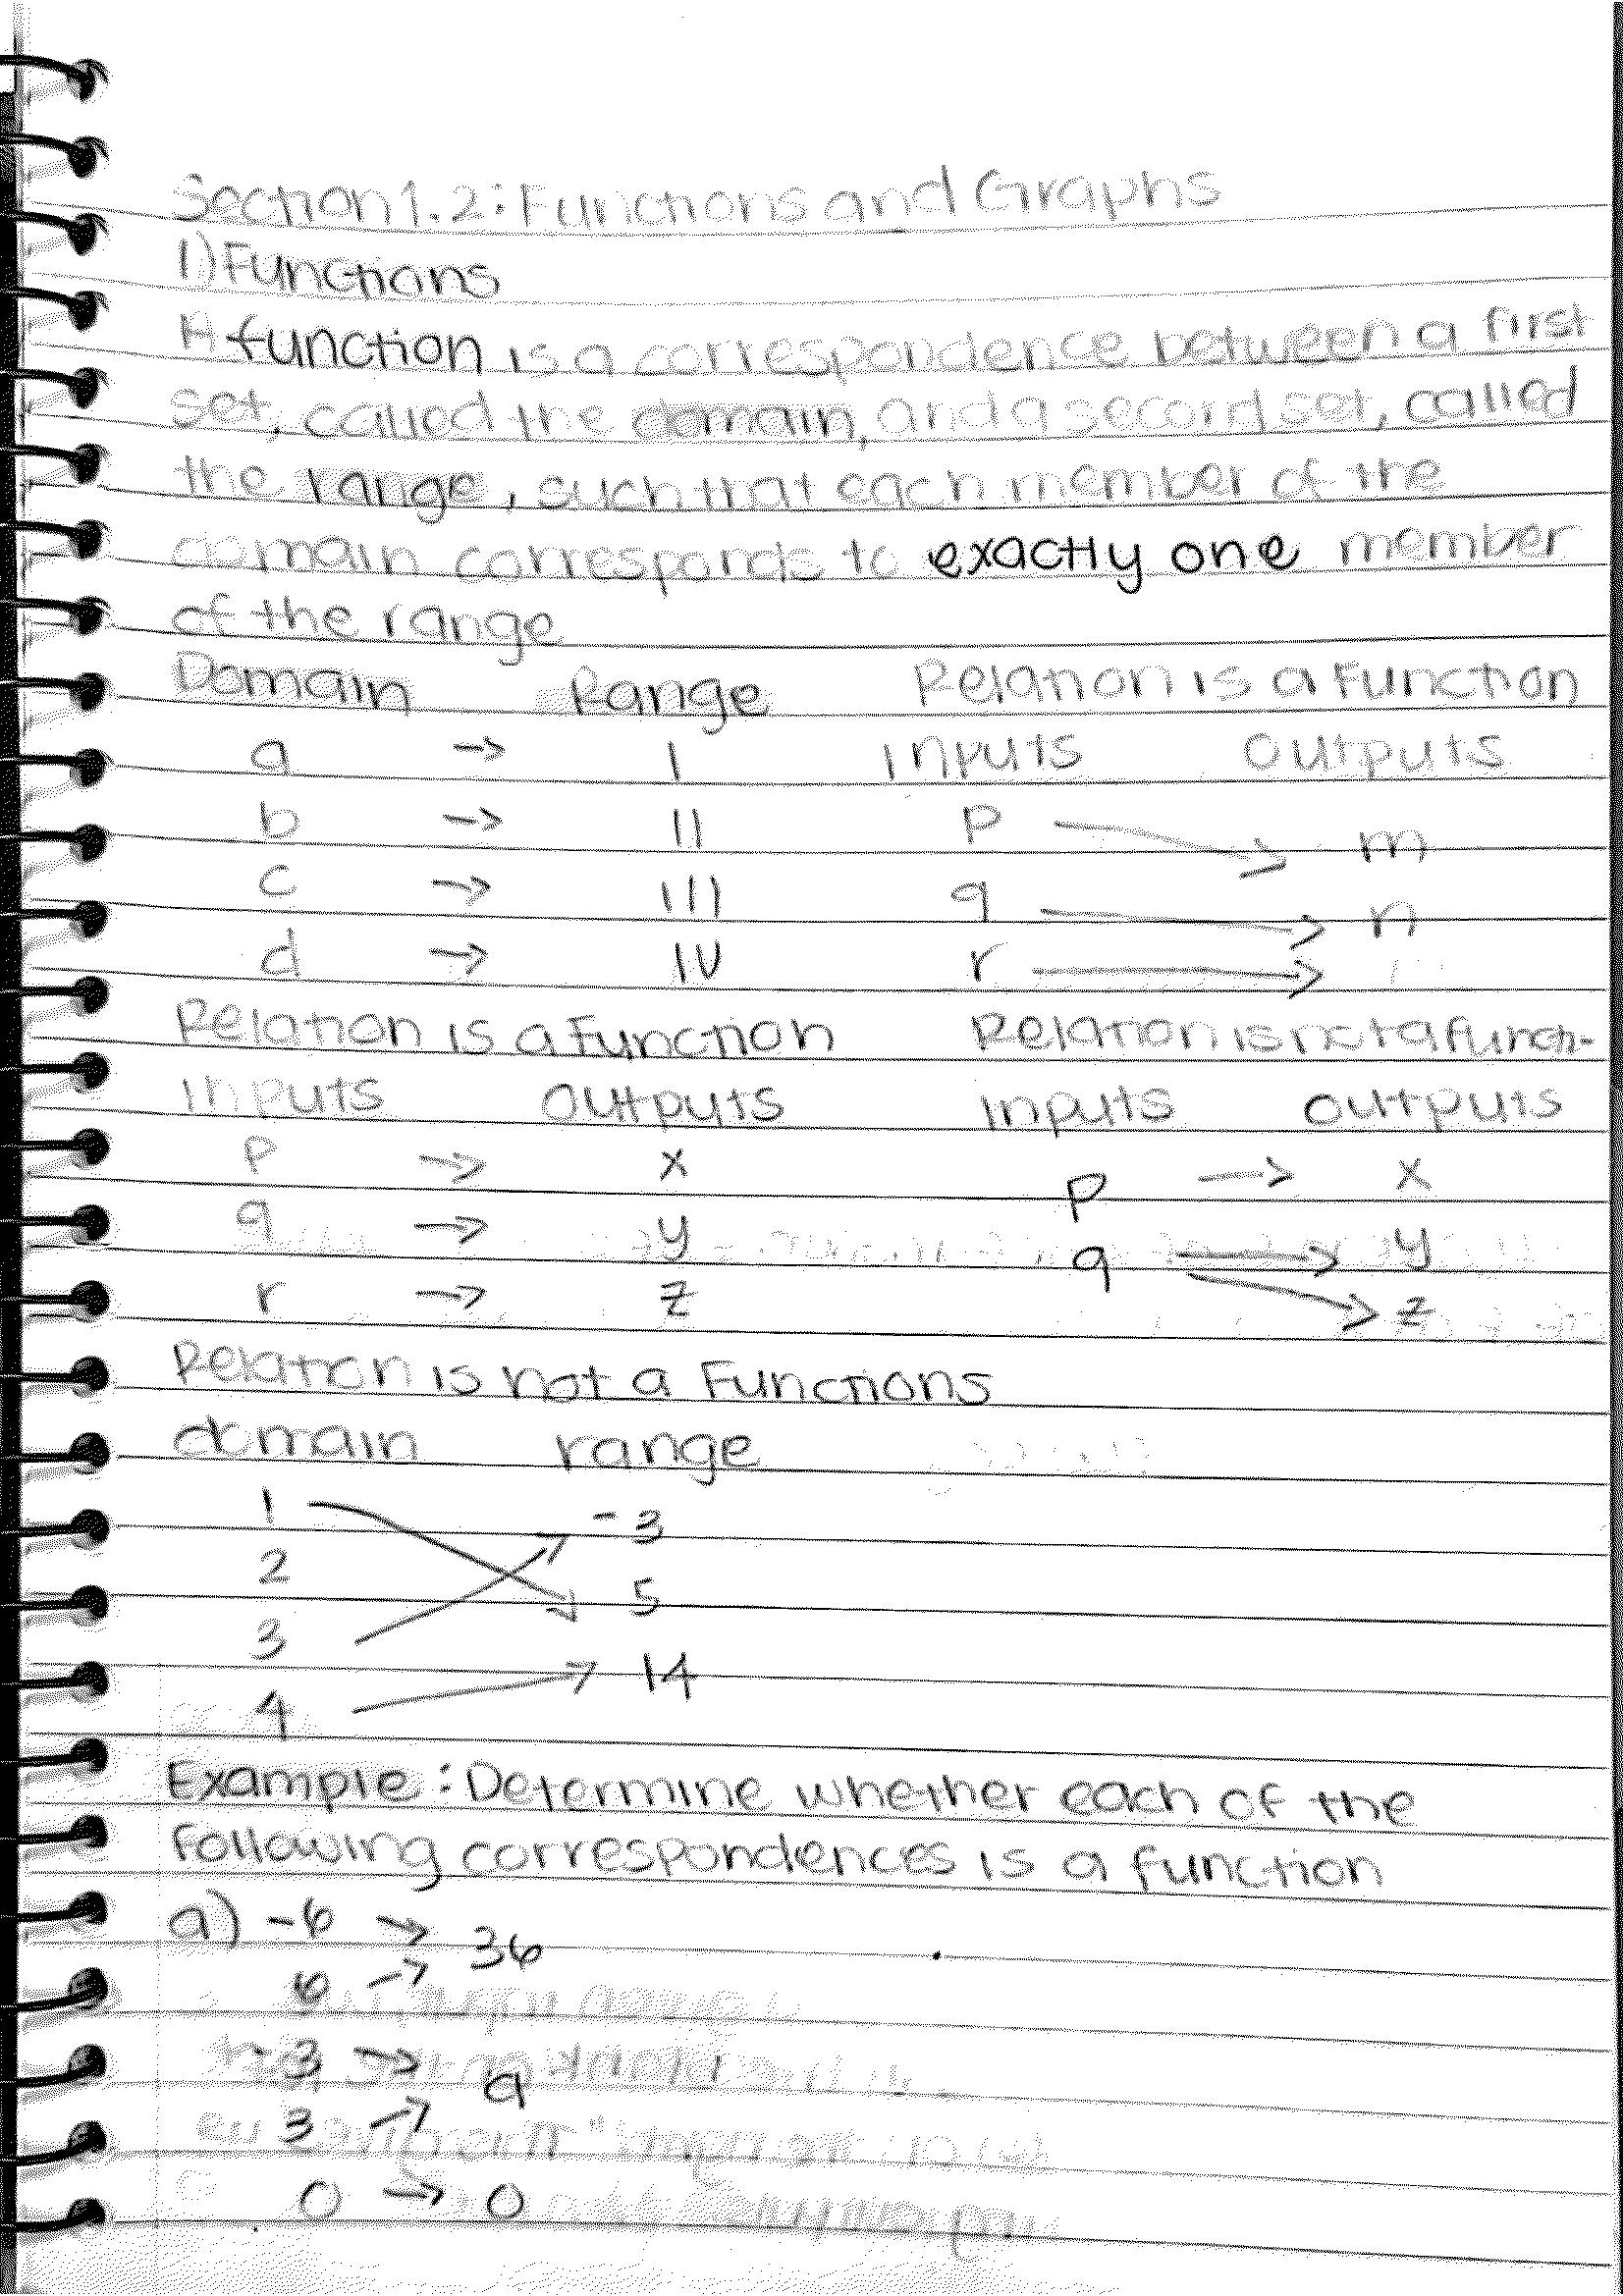 Section 1.2: Functions and Graphs
1) Functions
A function is a correspondence between a first
set, called the domain, and a second set, called
the range, such that each member of the
domain corresponds to exactly one member
of the range
Domain Range Relation is a Function
a → I Inputs Outputs
b → II p → m
c → III q → n
d → IV r →
Relation is a Function Relation is not a functi-
Inputs Outputs Inputs Outputs
p → x p → x
q → y q → y
r → z → z
Relation is not a Functions
domain range
1 -3
2 5
3 14
4
Example: Determine whether each of the
following correspondences is a function
a) -6 → 36
6 →
-3 → 9
3 →
0 → 0